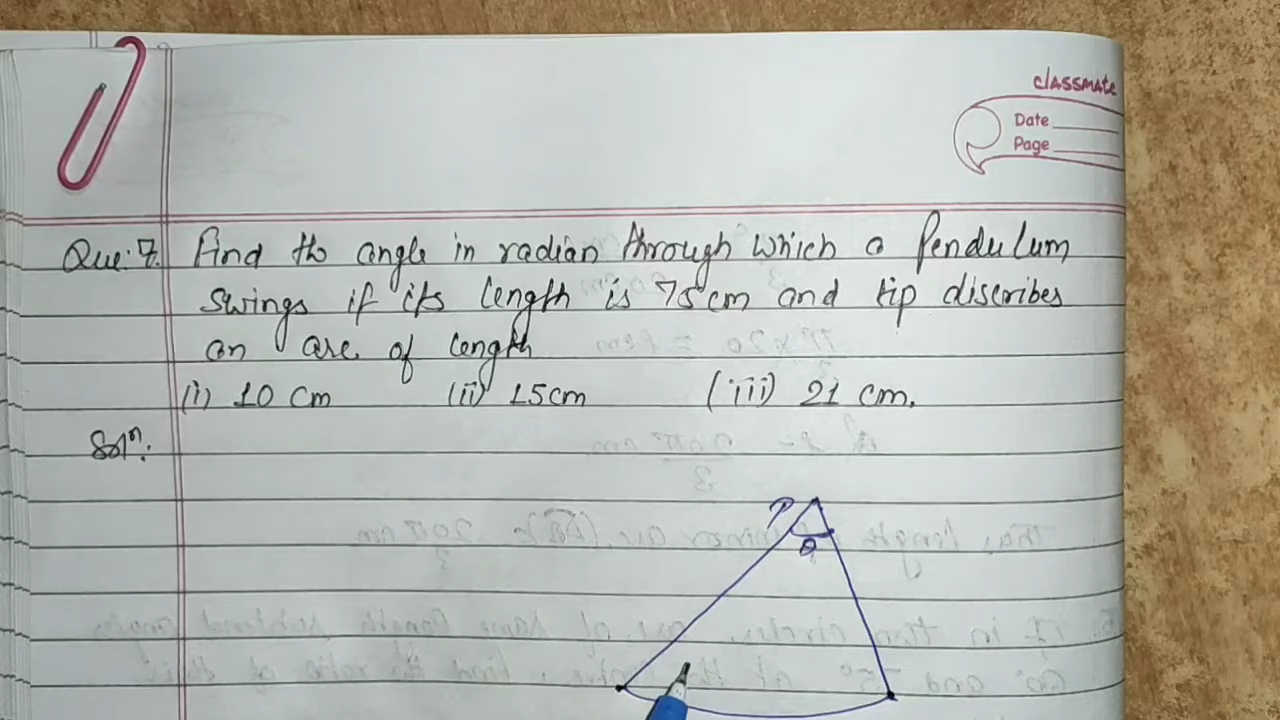 classmate
Date
Page
Que: 7. Find the angle in radian through which a Pendulum
swings if its length is 75cm and tip discribes
an arc of length
(i) 10 cm (ii) 15cm (iii) 21 cm.
Solⁿ:
P
θ